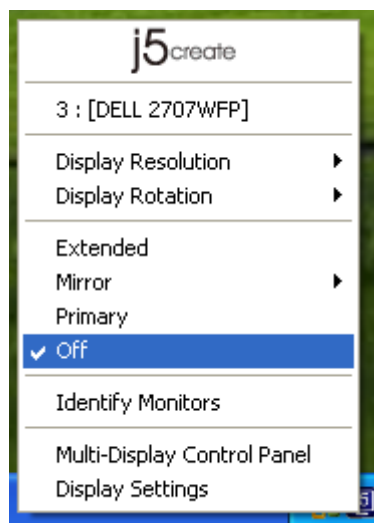 j5create
3 : [DELL 2707WFP]
Display Resolution
Display Rotation
Extended
Mirror
Primary
Off
Identify Monitors
Multi-Display Control Panel
Display Settings